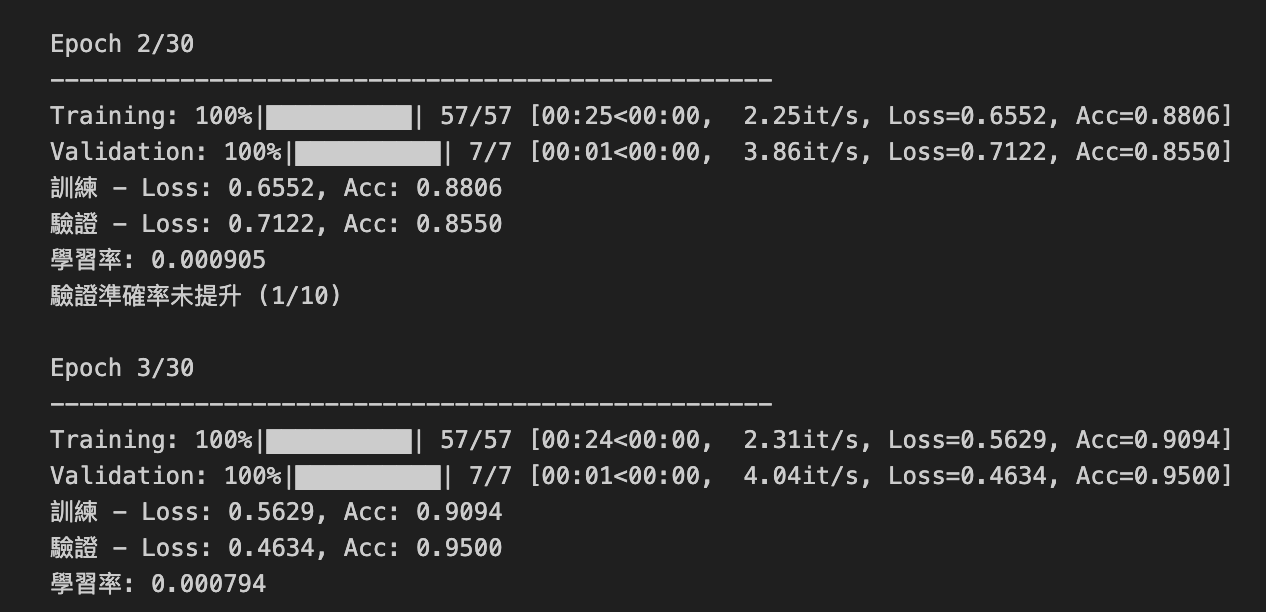 Epoch 2/30
--------------------------------------------------
Training: 100%|██████████| 57/57 [00:25<00:00,  2.25it/s, Loss=0.6552, Acc=0.8806]
Validation: 100%|██████████| 7/7 [00:01<00:00,  3.86it/s, Loss=0.7122, Acc=0.8550]
訓練 - Loss: 0.6552, Acc: 0.8806
驗證 - Loss: 0.7122, Acc: 0.8550
學習率: 0.000905
驗證準確率未提升 (1/10)
Epoch 3/30
--------------------------------------------------
Training: 100%|██████████| 57/57 [00:24<00:00,  2.31it/s, Loss=0.5629, Acc=0.9094]
Validation: 100%|██████████| 7/7 [00:01<00:00,  4.04it/s, Loss=0.4634, Acc=0.9500]
訓練 - Loss: 0.5629, Acc: 0.9094
驗證 - Loss: 0.4634, Acc: 0.9500
學習率: 0.000794